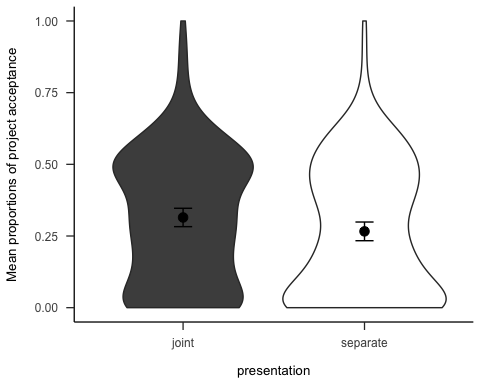 Mean proportions of project acceptance
1.00
0.75
0.50
0.25
0.00
joint separate
presentation